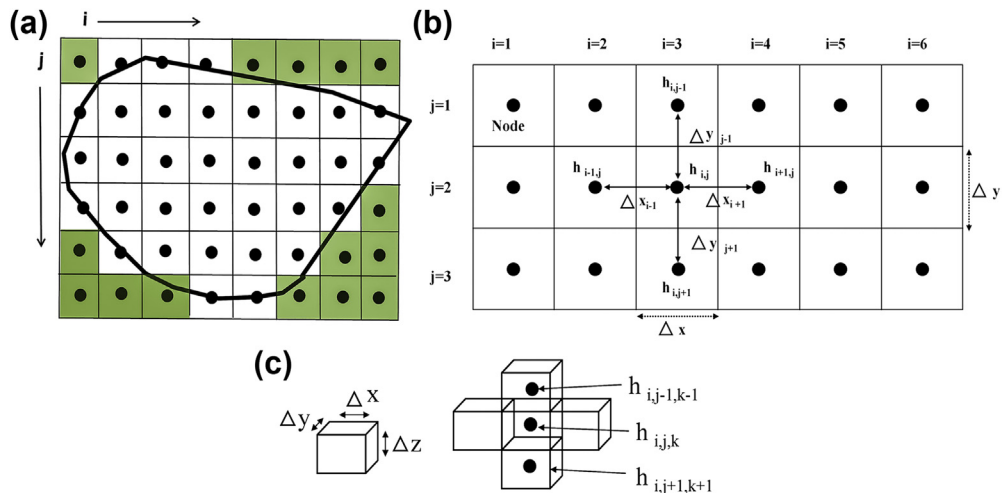 (a)
i
j
(b)
i=1 i=2 i=3 i=4 i=5 i=6
j=1
j=2
j=3
h i,j-1
Node
△ y j-1
h i-1,j
h i,j
h i+1,j
△ x i-1
△ x i+1
△ y
△ y j+1
h i,j+1
△ x
(c)
△ x
△ y
△ z
h i,j-1,k-1
h i,j,k
h i,j+1,k+1